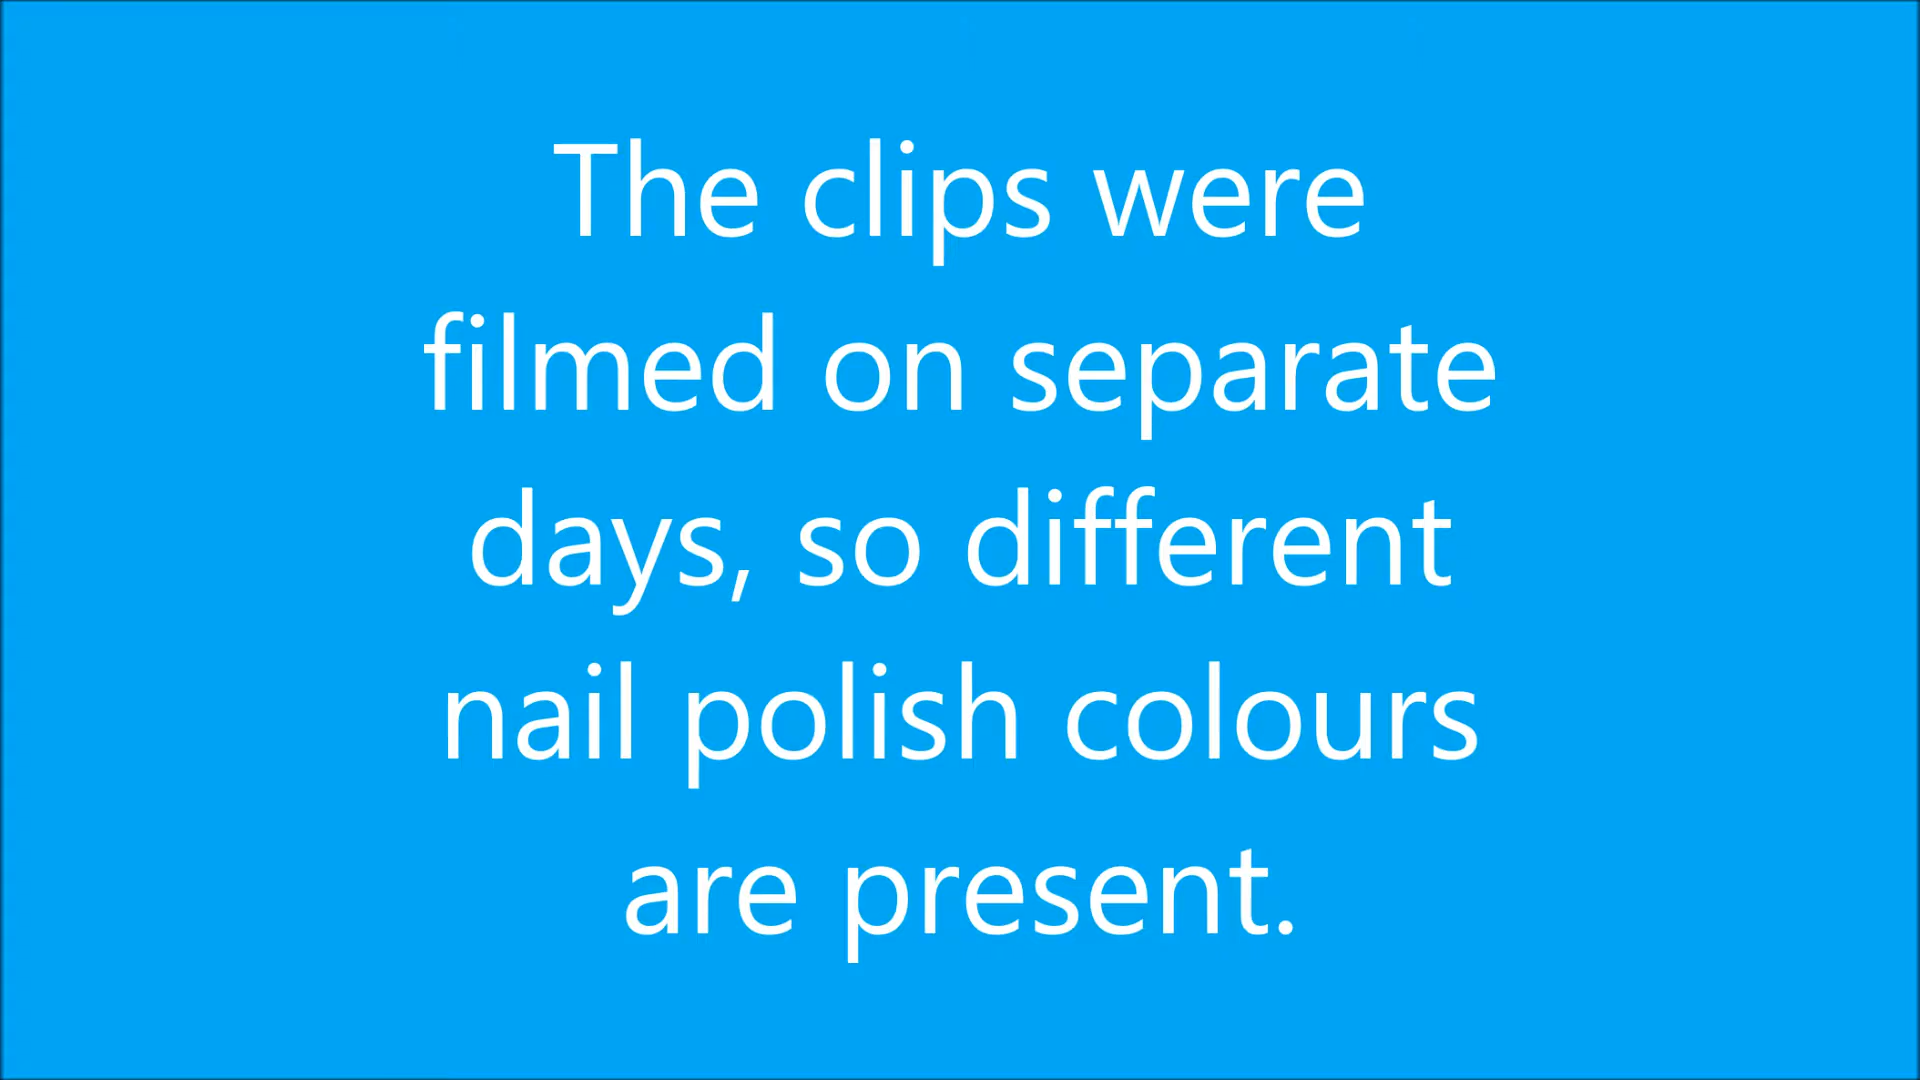 The clips were
filmed on separate
days, so different
nail polish colours
are present.